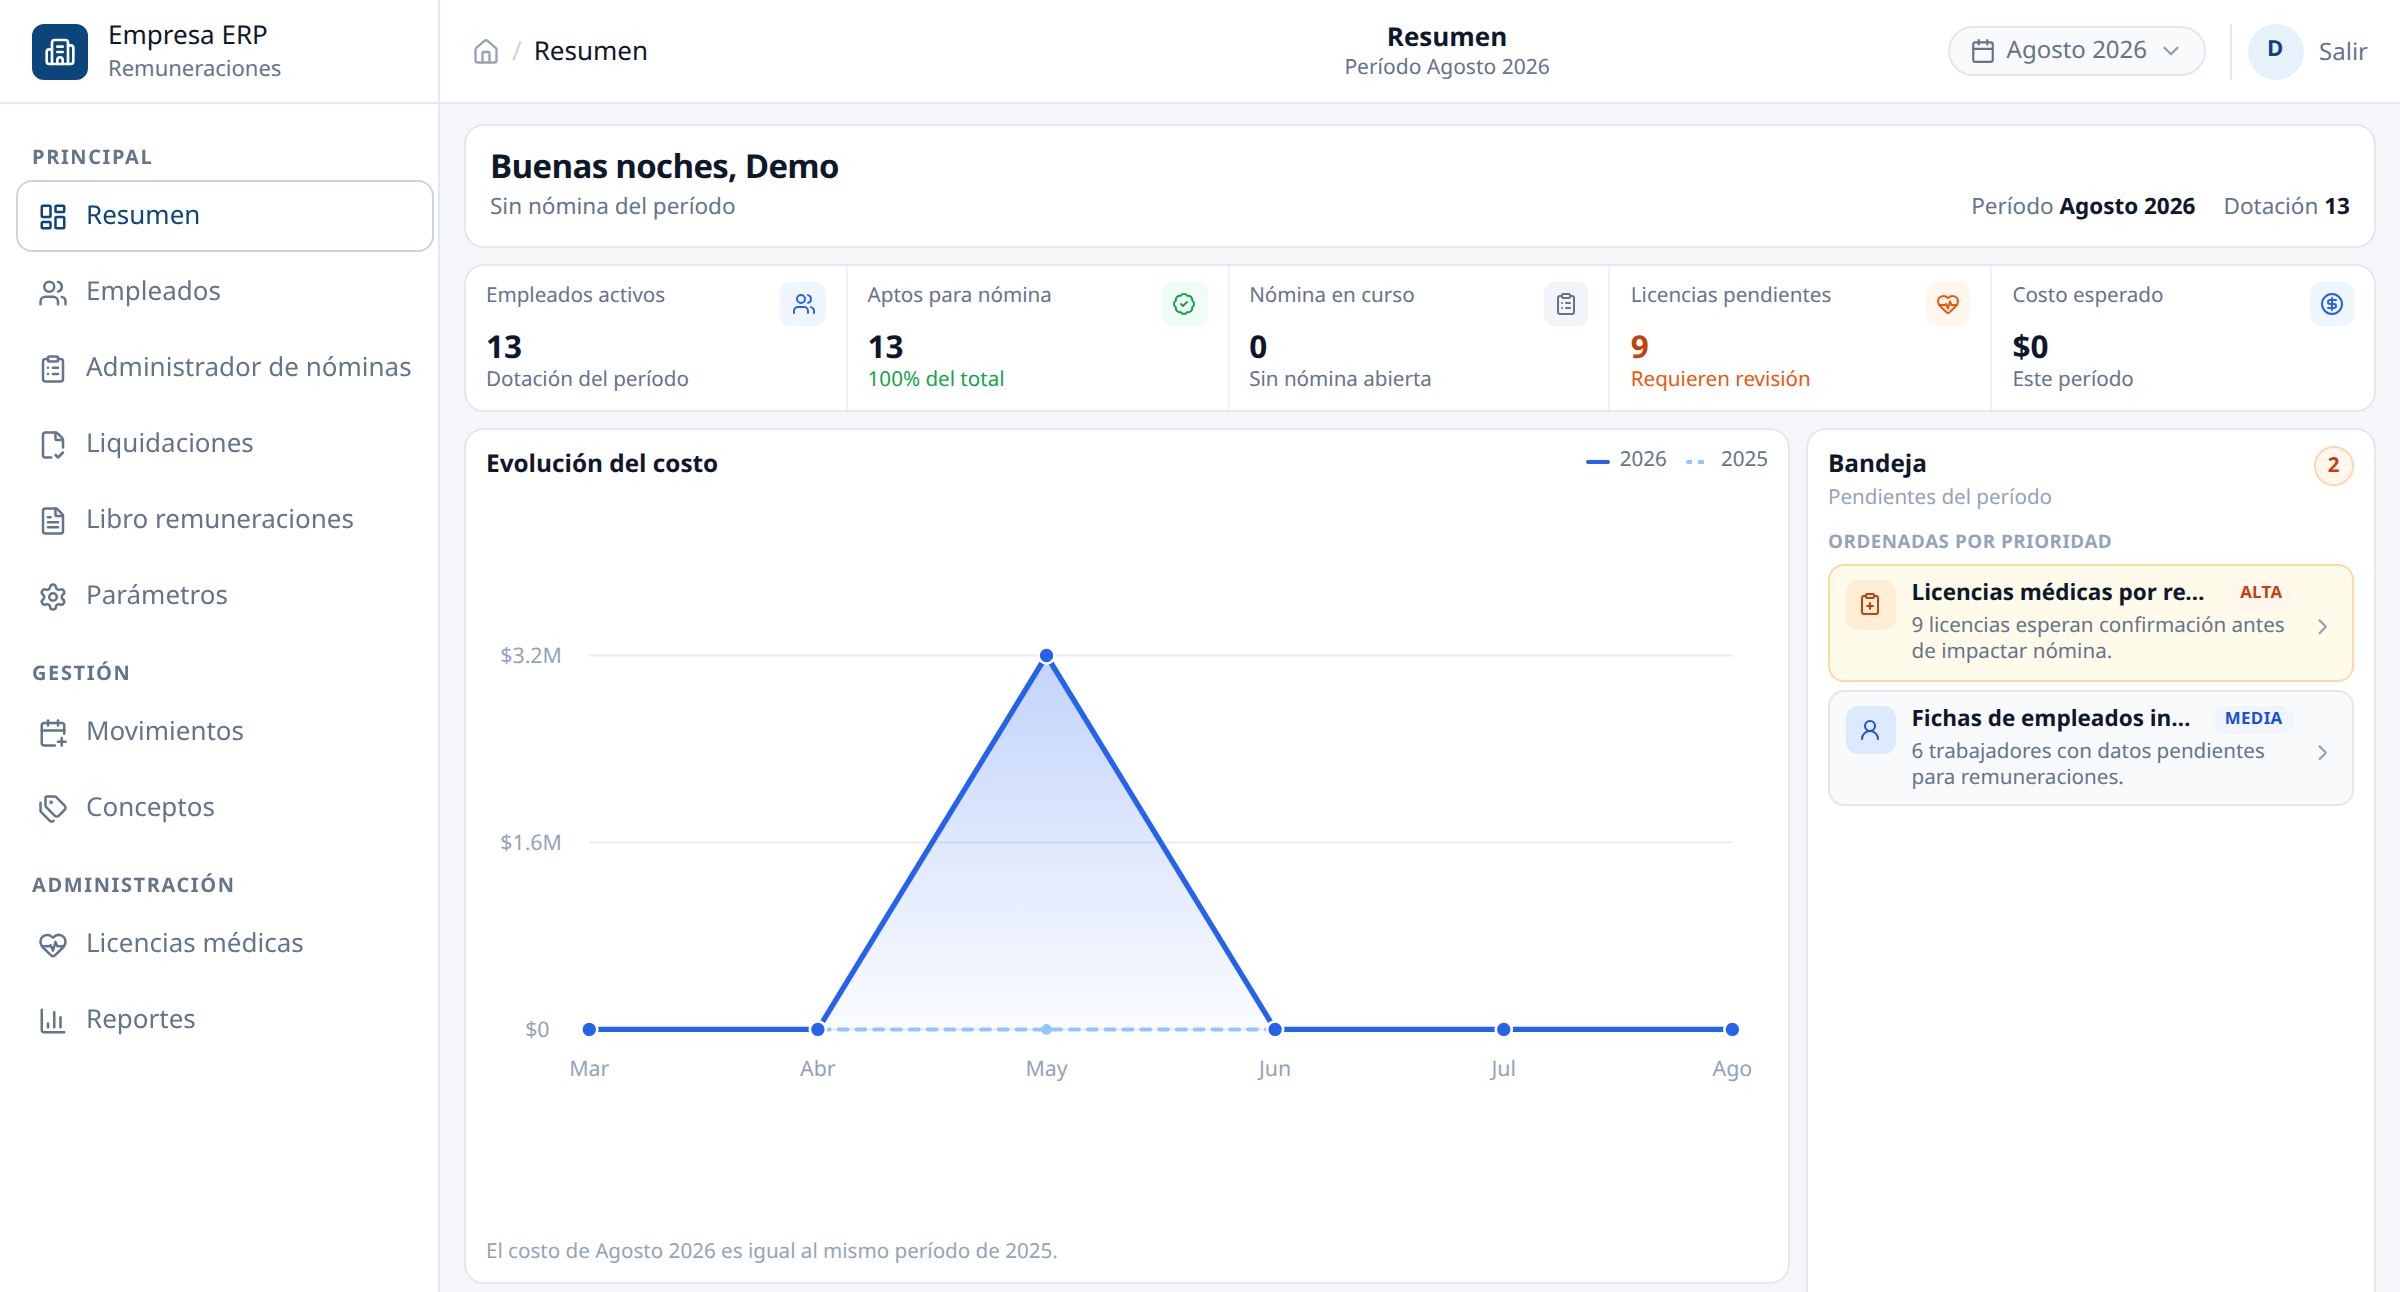 Empresa ERP
Remuneraciones
/ Resumen
Resumen
Período Agosto 2026
Agosto 2026
D
Salir
PRINCIPAL
Resumen
Empleados
Administrador de nóminas
Liquidaciones
Libro remuneraciones
Parámetros
GESTIÓN
Movimientos
Conceptos
ADMINISTRACIÓN
Licencias médicas
Reportes
Buenas noches, Demo
Sin nómina del período
Período Agosto 2026 Dotación 13
Empleados activos
13
Dotación del período
Aptos para nómina
13
100% del total
Nómina en curso
0
Sin nómina abierta
Licencias pendientes
9
Requieren revisión
Costo esperado
$0
Este período
Evolución del costo
2026 2025
$3.2M
$1.6M
$0
Mar Abr May Jun Jul Ago
El costo de Agosto 2026 es igual al mismo período de 2025.
Bandeja
2
Pendientes del período
ORDENADAS POR PRIORIDAD
Licencias médicas por re... ALTA
9 licencias esperan confirmación antes
de impactar nómina.
Fichas de empleados in... MEDIA
6 trabajadores con datos pendientes
para remuneraciones.